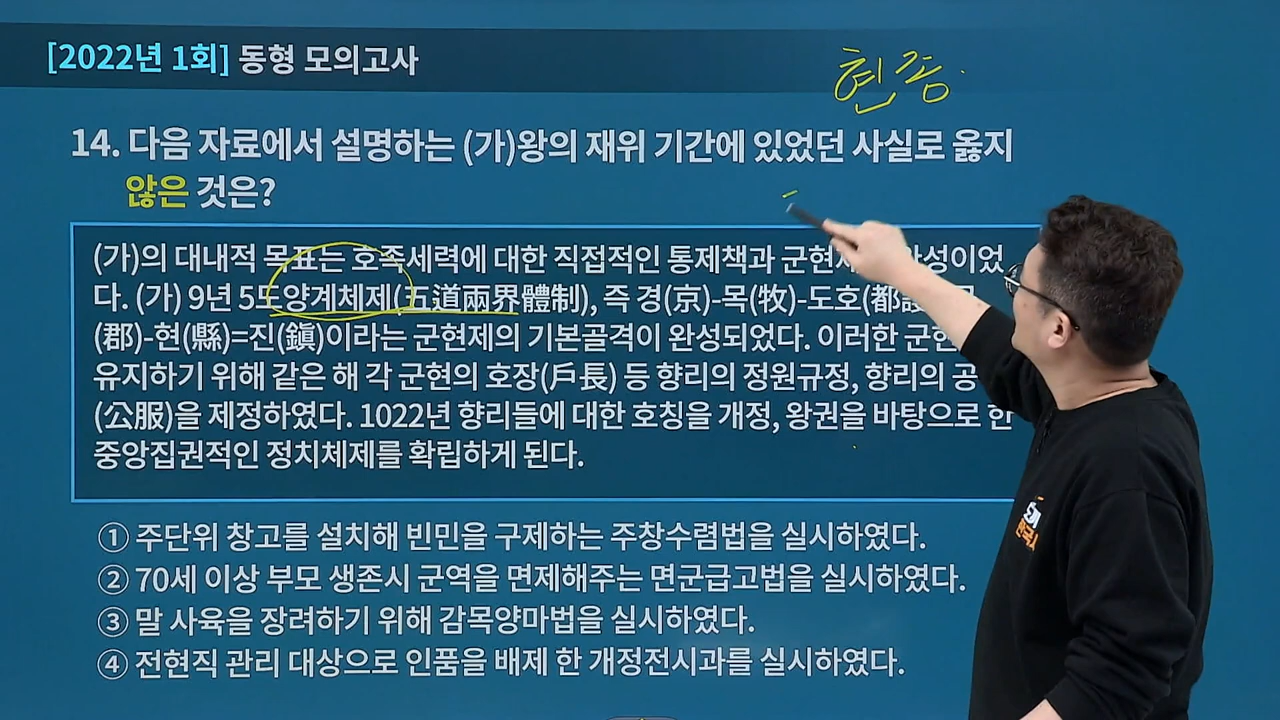 [2022년 1회] 동형 모의고사
현종
14. 다음 자료에서 설명하는 (가)왕의 재위 기간에 있었던 사실로 옳지
않은 것은?
(가)의 대내적 목표는 호족세력에 대한 직접적인 통제책과 군현제 완성이었
다. (가) 9년 5도양계체제(五道兩界體制), 즉 경(京)-목(牧)-도호(都護
(郡)-현(縣)=진(鎭)이라는 군현제의 기본골격이 완성되었다. 이러한 군현
유지하기 위해 같은 해 각 군현의 호장(戶長) 등 향리의 정원규정, 향리의 공
(公服)을 제정하였다. 1022년 향리들에 대한 호칭을 개정, 왕권을 바탕으로 한
중앙집권적인 정치체제를 확립하게 된다.
① 주단위 창고를 설치해 빈민을 구제하는 주창수렴법을 실시하였다.
② 70세 이상 부모 생존시 군역을 면제해주는 면군급고법을 실시하였다.
③ 말 사육을 장려하기 위해 감목양마법을 실시하였다.
④ 전현직 관리 대상으로 인품을 배제 한 개정전시과를 실시하였다.